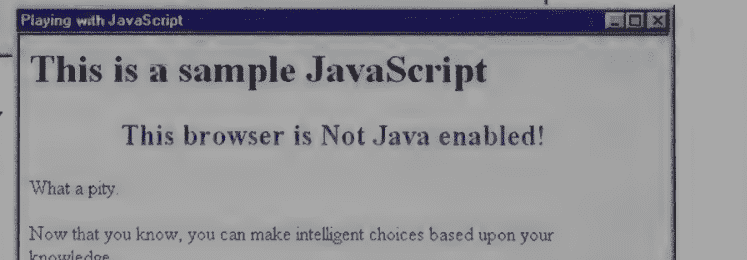 Playing with JavaScript
This is a sample JavaScript
This browser is Not Java enabled!
What a pity.
Now that you know, you can make intelligent choices based upon your
knowledge